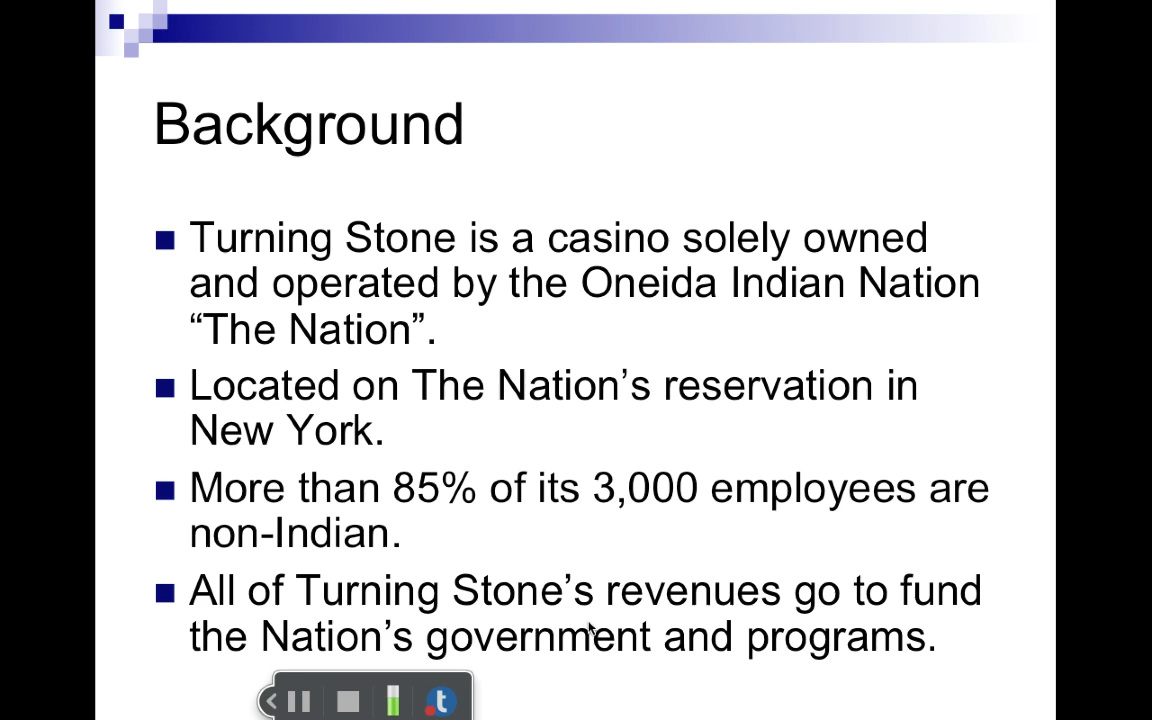 Background
Turning Stone is a casino solely owned
and operated by the Oneida Indian Nation
“The Nation”.
Located on The Nation’s reservation in
New York.
More than 85% of its 3,000 employees are
non-Indian.
All of Turning Stone’s revenues go to fund
the Nation’s government and programs.
t